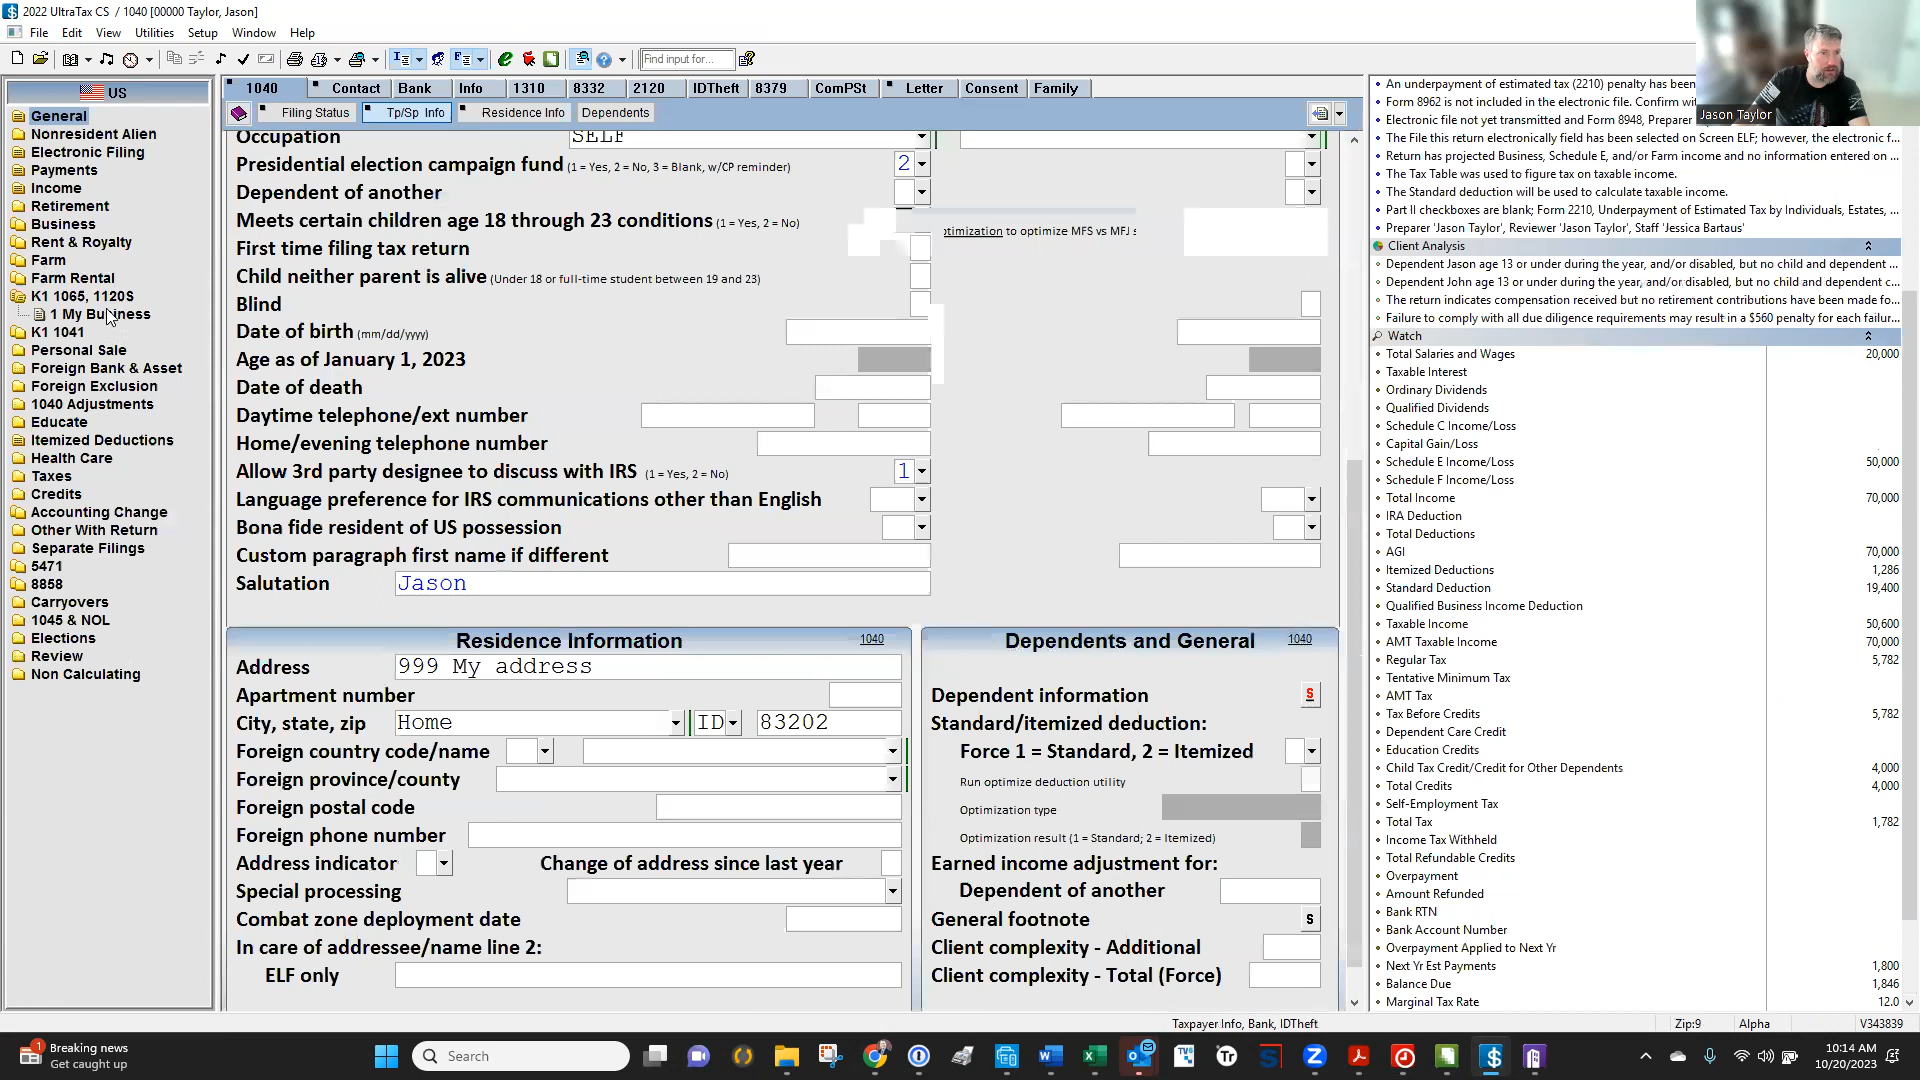 2022 UltraTax CS / 1040 [00000 Taylor, Jason]
File Edit View Utilities Setup Window Help
Find input for...
US
General
Nonresident Alien
Electronic Filing
Payments
Income
Retirement
Business
Rent & Royalty
Farm
Farm Rental
K1 1065, 1120S
1 My Business
K1 1041
Personal Sale
Foreign Bank & Asset
Foreign Exclusion
1040 Adjustments
Educate
Itemized Deductions
Health Care
Taxes
Credits
Accounting Change
Other With Return
Separate Filings
5471
8858
Carryovers
1045 & NOL
Elections
Review
Non Calculating
1040 Contact Bank Info 1310 8332 2120 IDTheft 8379 ComPSt Letter Consent Family
Filing Status Tp/Sp Info Residence Info Dependents
Occupation SELF
Presidential election campaign fund (1 = Yes, 2 = No, 3 = Blank, w/CP reminder) 2
Dependent of another
Meets certain children age 18 through 23 conditions (1 = Yes, 2 = No)
timization to optimize MFS vs MFJ s
First time filing tax return
Child neither parent is alive (Under 18 or full-time student between 19 and 23)
Blind
Date of birth (mm/dd/yyyy)
Age as of January 1, 2023
Date of death
Daytime telephone/ext number
Home/evening telephone number
Allow 3rd party designee to discuss with IRS (1 = Yes, 2 = No) 1
Language preference for IRS communications other than English
Bona fide resident of US possession
Custom paragraph first name if different
Salutation Jason
Residence Information 1040
Address 999 My address
Apartment number
City, state, zip Home ID 83202
Foreign country code/name
Foreign province/county
Foreign postal code
Foreign phone number
Address indicator Change of address since last year
Special processing
Combat zone deployment date
In care of addressee/name line 2:
ELF only
Dependents and General 1040
Dependent information S
Standard/itemized deduction:
Force 1 = Standard, 2 = Itemized
Run optimize deduction utility
Optimization type
Optimization result (1 = Standard; 2 = Itemized)
Earned income adjustment for:
Dependent of another
General footnote S
Client complexity - Additional
Client complexity - Total (Force)
An underpayment of estimated tax (2210) penalty has been
Form 8962 is not included in the electronic file. Confirm wit
Electronic file not yet transmitted and Form 8948, Preparer
The File this return electronically field has been selected on Screen ELF; however, the electronic f...
Return has projected Business, Schedule E, and/or Farm income and no information entered on ...
The Tax Table was used to figure tax on taxable income.
The Standard deduction will be used to calculate taxable income.
Part II checkboxes are blank; Form 2210, Underpayment of Estimated Tax by Individuals, Estates, ...
Preparer 'Jason Taylor', Reviewer 'Jason Taylor', Staff 'Jessica Bartaus'
Client Analysis
Dependent Jason age 13 or under during the year, and/or disabled, but no child and dependent ...
Dependent John age 13 or under during the year, and/or disabled, but no child and dependent c...
The return indicates compensation received but no retirement contributions have been made fo...
Failure to comply with all due diligence requirements may result in a $560 penalty for each failur...
Watch
Total Salaries and Wages 20,000
Taxable Interest
Ordinary Dividends
Qualified Dividends
Schedule C Income/Loss
Capital Gain/Loss
Schedule E Income/Loss 50,000
Schedule F Income/Loss
Total Income 70,000
IRA Deduction
Total Deductions
AGI 70,000
Itemized Deductions 1,286
Standard Deduction 19,400
Qualified Business Income Deduction
Taxable Income 50,600
AMT Taxable Income 70,000
Regular Tax 5,782
Tentative Minimum Tax
AMT Tax
Tax Before Credits 5,782
Dependent Care Credit
Education Credits
Child Tax Credit/Credit for Other Dependents 4,000
Total Credits 4,000
Self-Employment Tax
Total Tax 1,782
Income Tax Withheld
Total Refundable Credits
Overpayment
Amount Refunded
Bank RTN
Bank Account Number
Overpayment Applied to Next Yr
Next Yr Est Payments 1,800
Balance Due 1,846
Marginal Tax Rate 12.0
Jason Taylor
Taxpayer Info, Bank, IDTheft Zip:9 Alpha V343839
1
Breaking news
Get caught up
Search
10:14 AM
10/20/2023